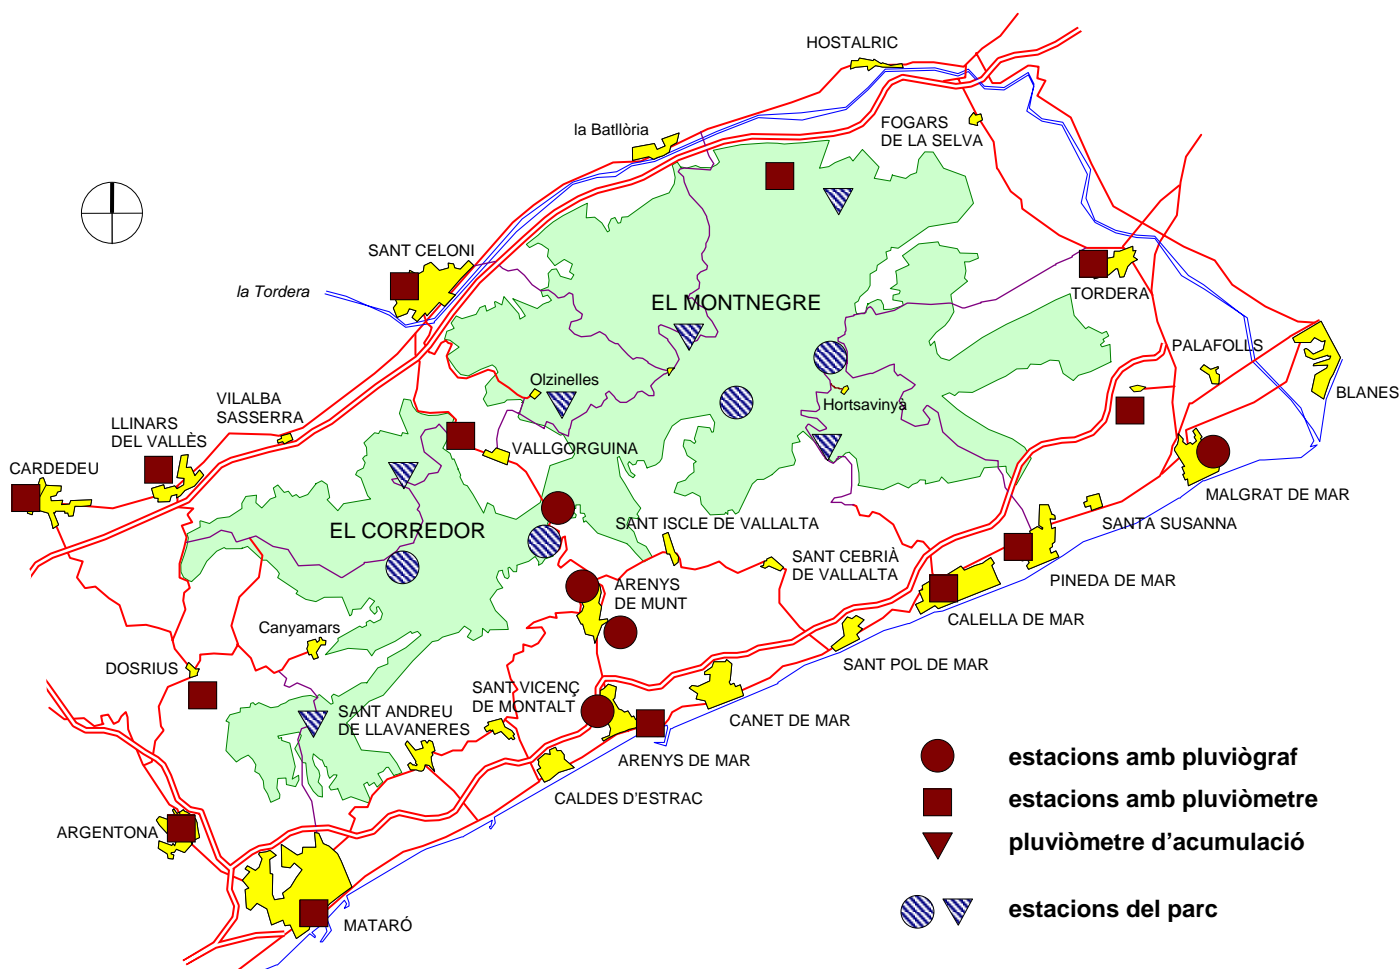 HOSTALRIC
la Batllòria
FOGARS
DE LA SELVA
SANT CELONI
la Tordera
EL MONTNEGRE
TORDERA
PALAFOLLS
BLANES
Olzinelles
Hortsavinyà
VILALBA
SASSERRA
LLINARS
DEL VALLÈS
CARDEDEU
VALLGORGUINA
MALGRAT DE MAR
SANTA SUSANNA
EL CORREDOR
SANT ISCLE DE VALLALTA
SANT CEBRIÀ
DE VALLALTA
PINEDA DE MAR
ARENYS
DE MUNT
CALELLA DE MAR
Canyamars
SANT POL DE MAR
DOSRIUS
SANT VICENÇ
DE MONTALT
SANT ANDREU
DE LLAVANERES
CANET DE MAR
ARENYS DE MAR
CALDES D'ESTRAC
ARGENTONA
MATARÓ
estacions amb pluviògraf
estacions amb pluviòmetre
pluviòmetre d'acumulació
estacions del parc